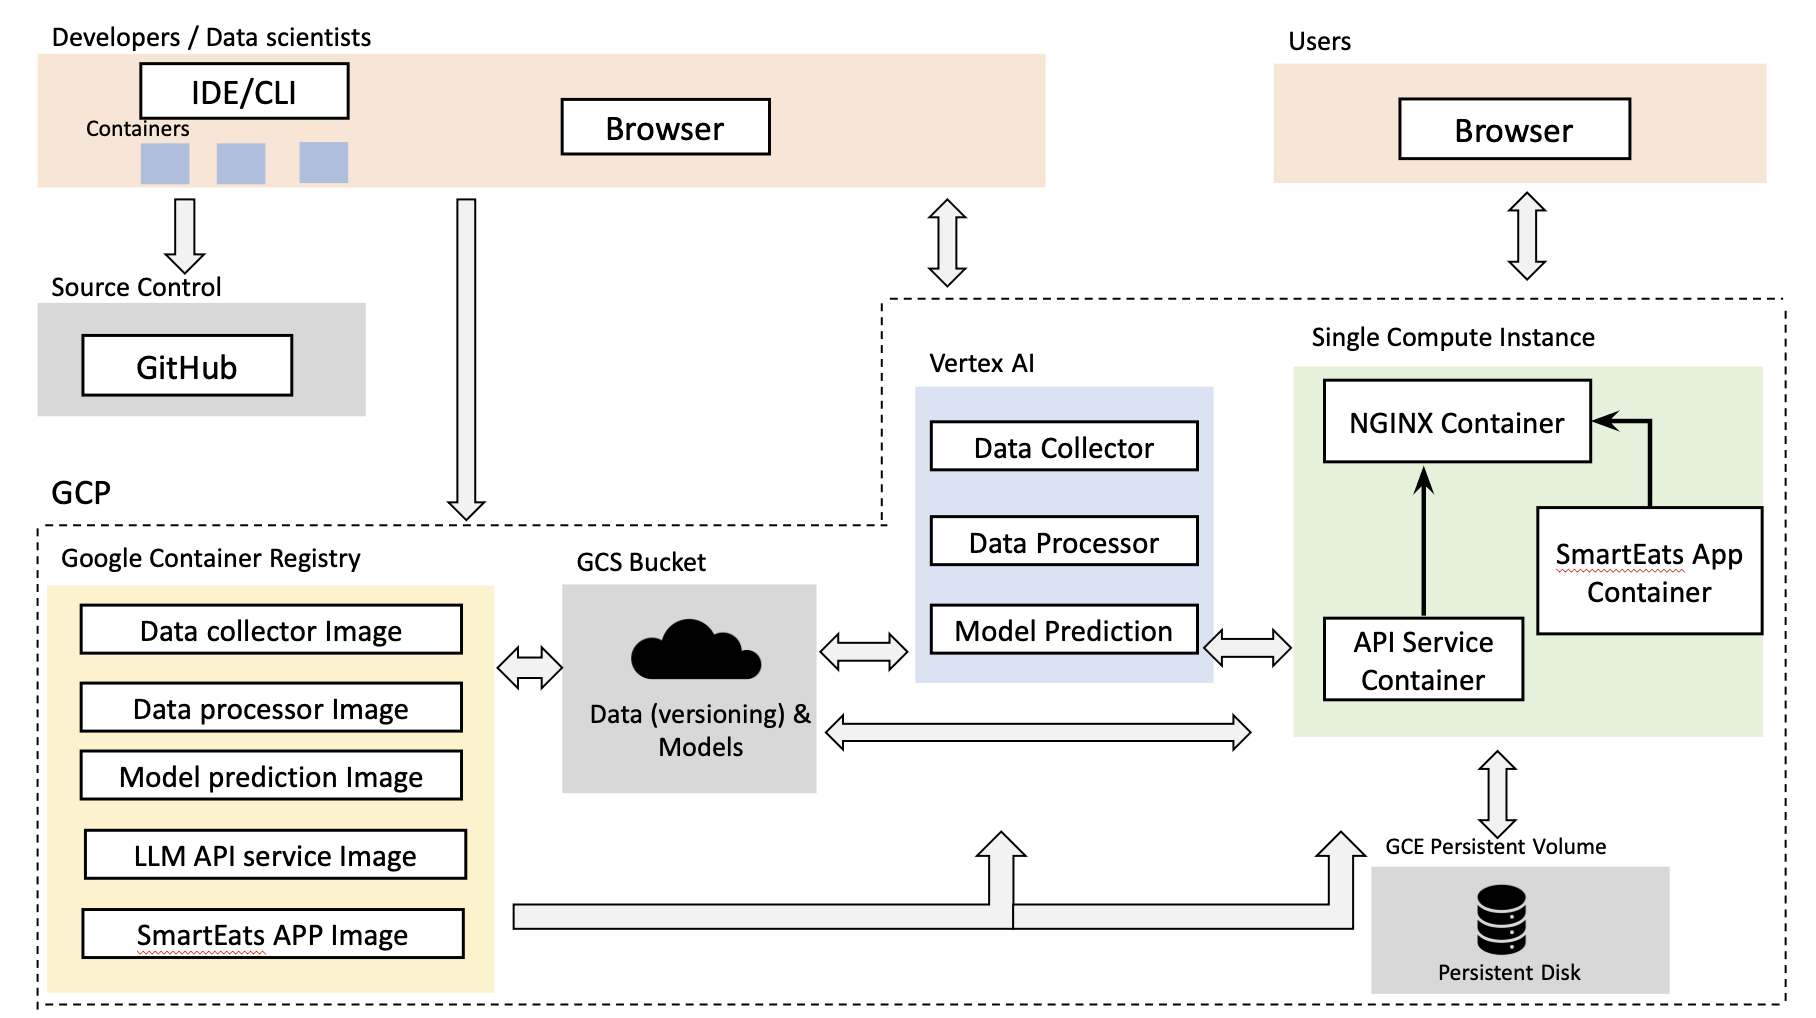 Developers / Data scientists
IDE/CLI
Containers
Browser
Users
Browser
Source Control
GitHub
GCP
Google Container Registry
Data collector Image
Data processor Image
Model prediction Image
LLM API service Image
SmartEats APP Image
GCS Bucket
Data (versioning) &
Models
Vertex AI
Data Collector
Data Processor
Model Prediction
Single Compute Instance
NGINX Container
SmartEats App
Container
API Service
Container
GCE Persistent Volume
Persistent Disk